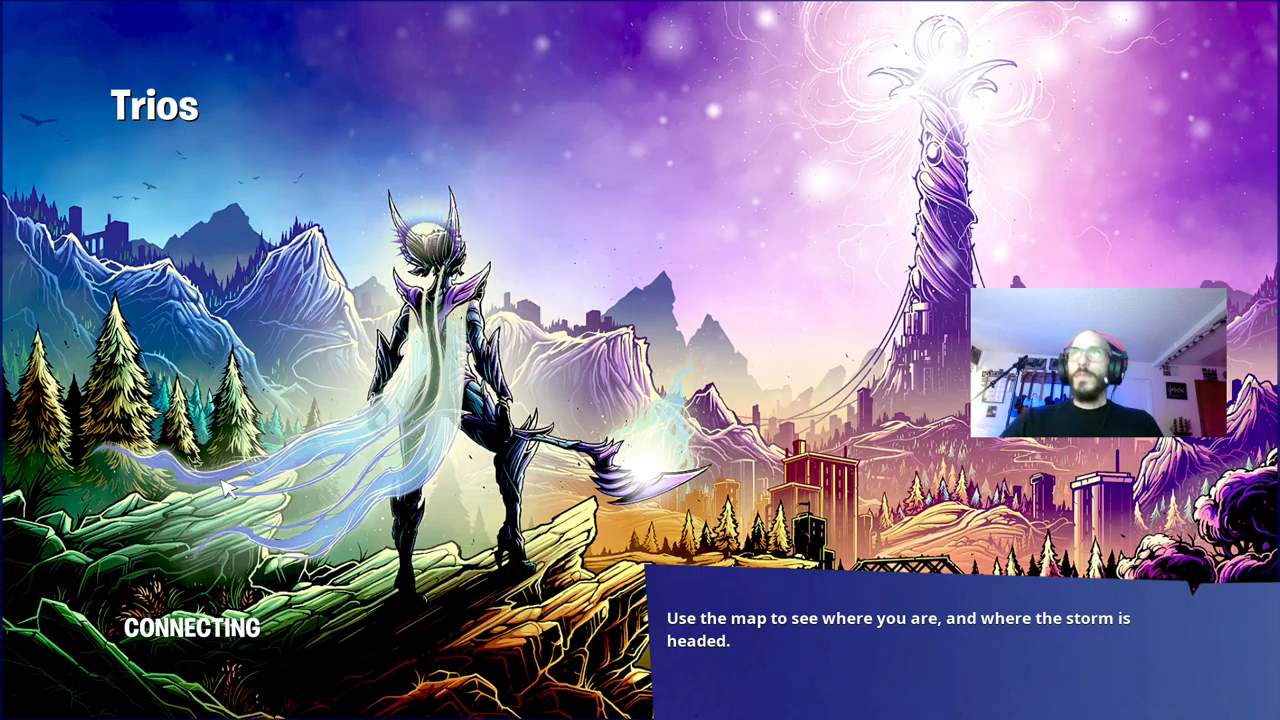 Trios
CONNECTING
Use the map to see where you are, and where the storm is
headed.